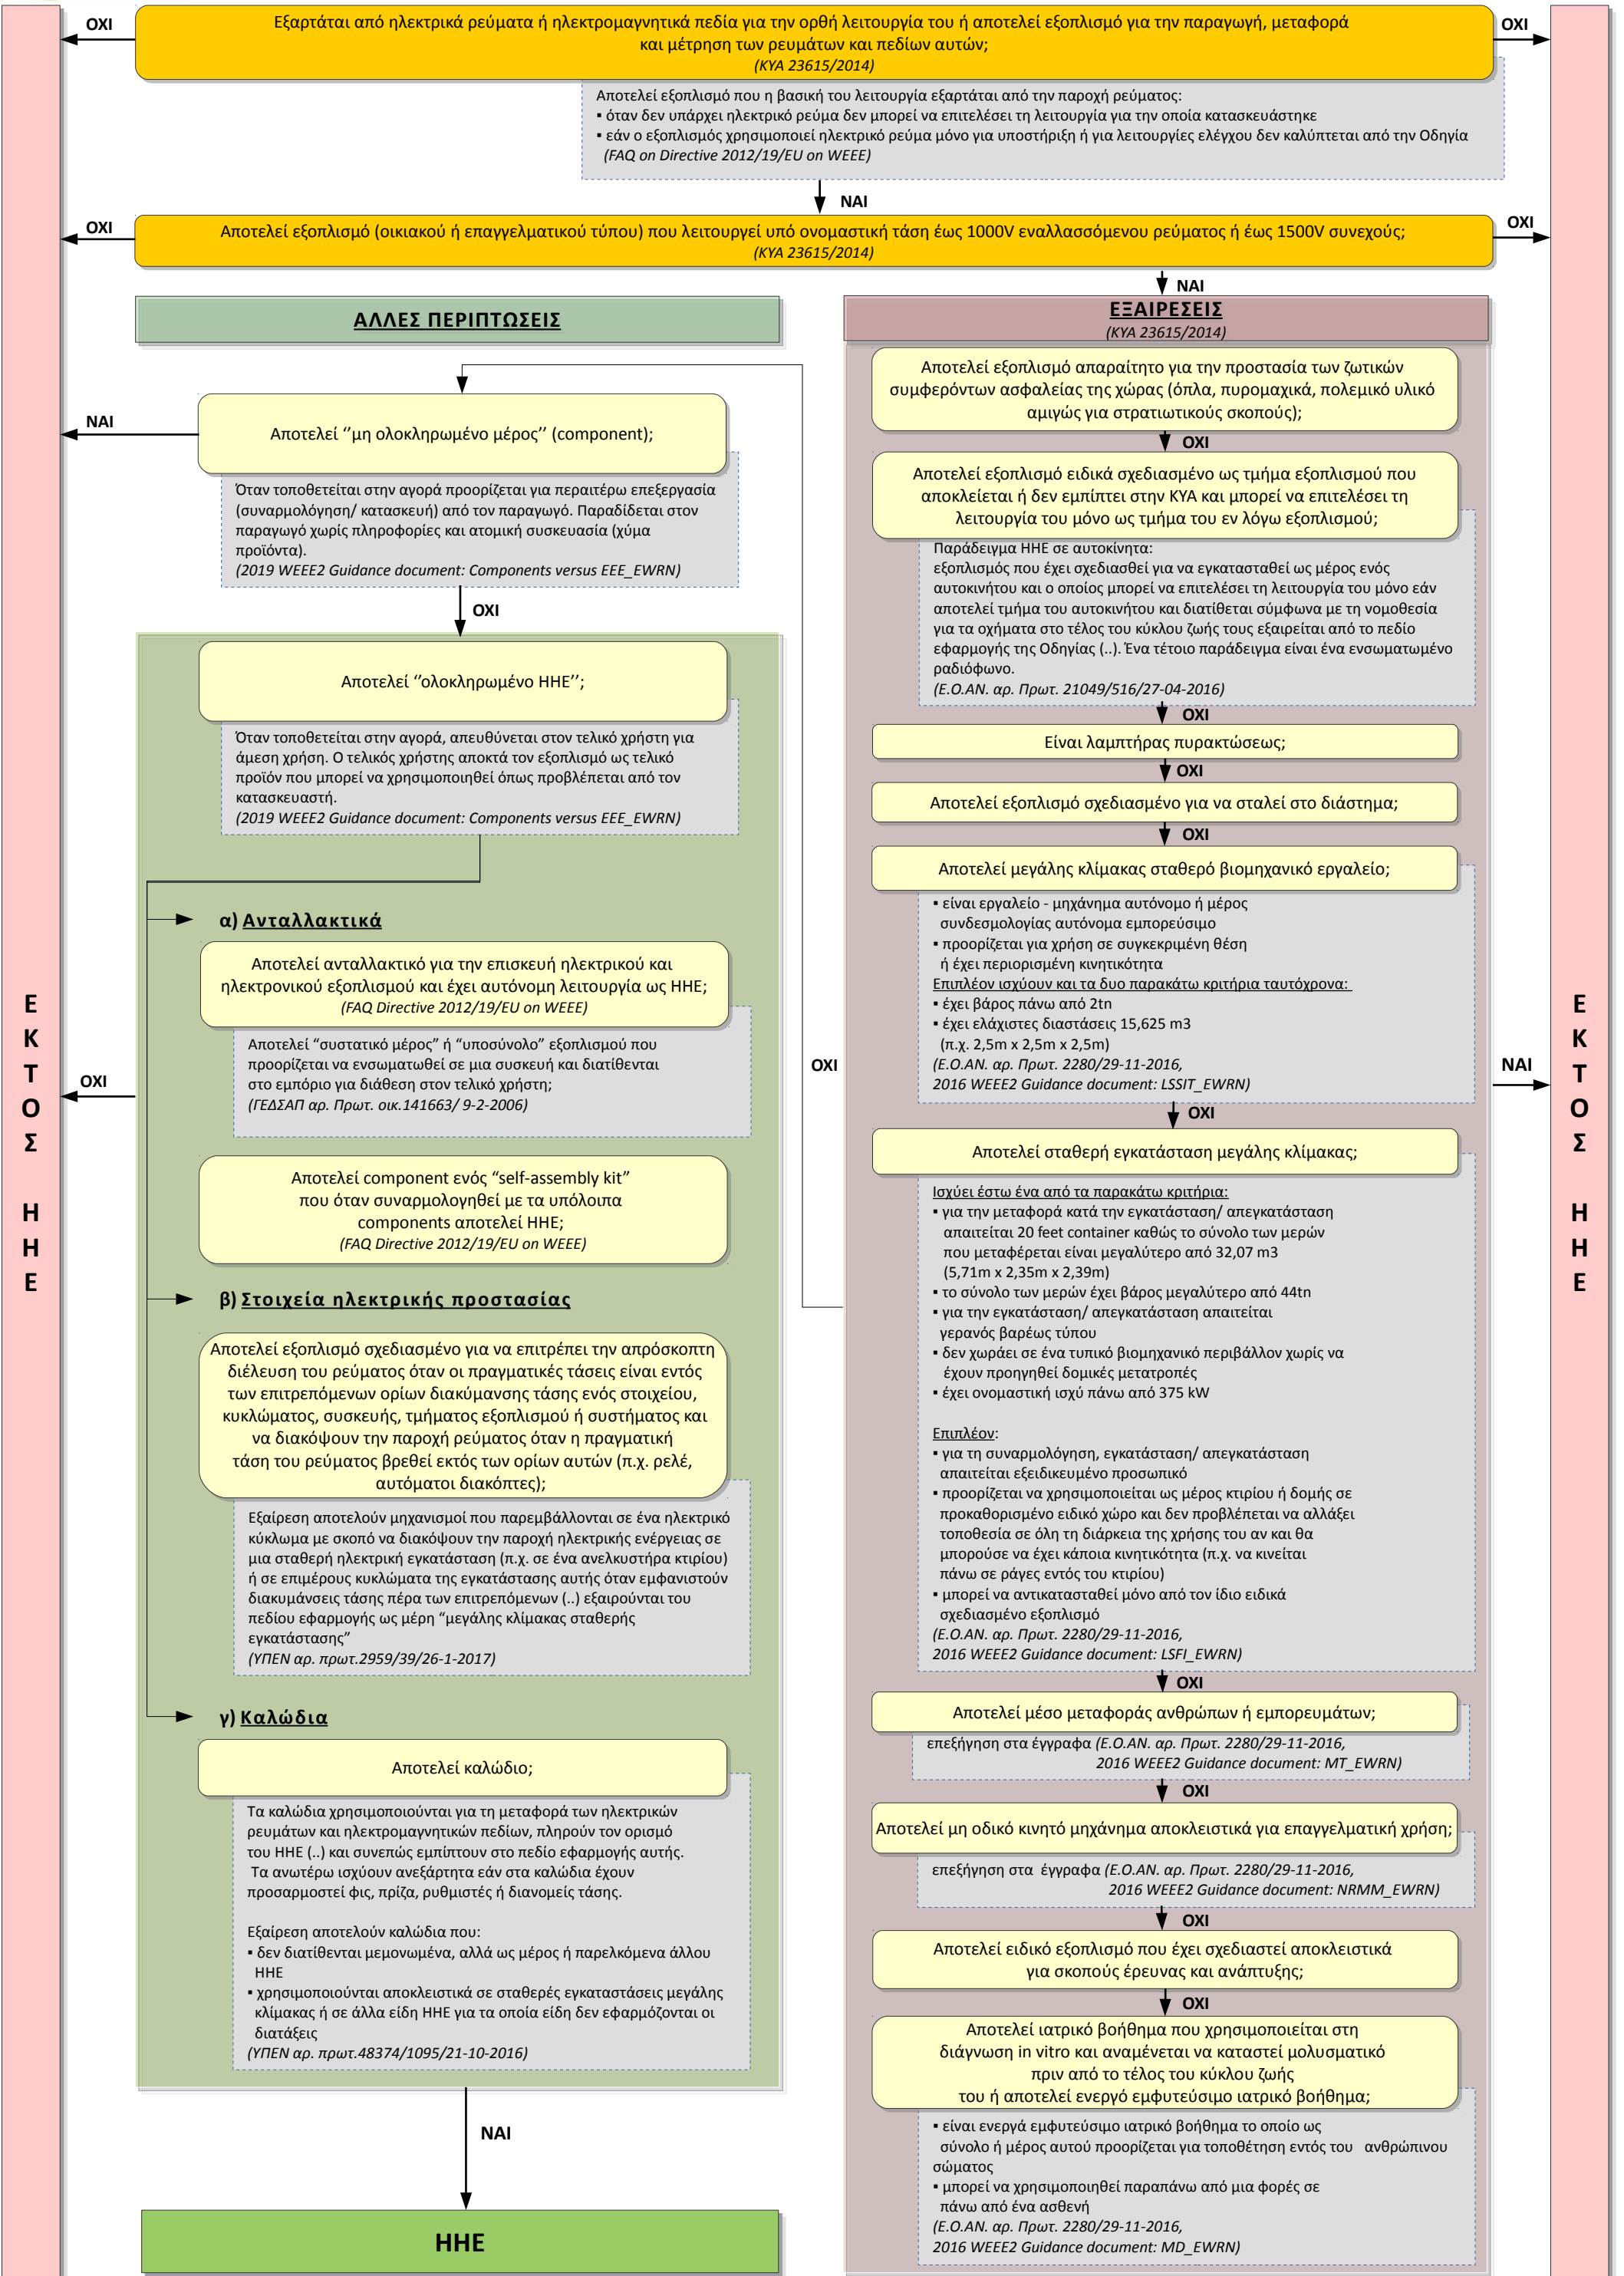 ΟΧΙ
Εξαρτάται από ηλεκτρικά ρεύματα ή ηλεκτρομαγνητικά πεδία για την ορθή λειτουργία του ή αποτελεί εξοπλισμό για την παραγωγή, μεταφορά
και μέτρηση των ρευμάτων και πεδίων αυτών;
(ΚΥΑ 23615/2014)
ΟΧΙ
Αποτελεί εξοπλισμό που η βασική του λειτουργία εξαρτάται από την παροχή ρεύματος:
▪ όταν δεν υπάρχει ηλεκτρικό ρεύμα δεν μπορεί να επιτελέσει τη λειτουργία για την οποία κατασκευάστηκε
▪ εάν ο εξοπλισμός χρησιμοποιεί ηλεκτρικό ρεύμα μόνο για υποστήριξη ή για λειτουργίες ελέγχου δεν καλύπτεται από την Οδηγία
(FAQ on Directive 2012/19/EU on WEEE)
ΝΑΙ
ΟΧΙ
Αποτελεί εξοπλισμό (οικιακού ή επαγγελματικού τύπου) που λειτουργεί υπό ονομαστική τάση έως 1000V εναλλασσόμενου ρεύματος ή έως 1500V συνεχούς;
(ΚΥΑ 23615/2014)
ΟΧΙ
ΝΑΙ
ΑΛΛΕΣ ΠΕΡΙΠΤΩΣΕΙΣ
ΝΑΙ
Αποτελεί ‘’μη ολοκληρωμένο μέρος’’ (component);
Όταν τοποθετείται στην αγορά προορίζεται για περαιτέρω επεξεργασία
(συναρμολόγηση/ κατασκευή) από τον παραγωγό. Παραδίδεται στον
παραγωγό χωρίς πληροφορίες και ατομική συσκευασία (χύμα
προϊόντα).
(2019 WEEE2 Guidance document: Components versus EEE_EWRN)
ΟΧΙ
Αποτελεί ‘’ολοκληρωμένο ΗΗΕ’’;
Όταν τοποθετείται στην αγορά, απευθύνεται στον τελικό χρήστη για
άμεση χρήση. Ο τελικός χρήστης αποκτά τον εξοπλισμό ως τελικό
προϊόν που μπορεί να χρησιμοποιηθεί όπως προβλέπεται από τον
κατασκευαστή.
(2019 WEEE2 Guidance document: Components versus EEE_EWRN)
α) Ανταλλακτικά
Αποτελεί ανταλλακτικό για την επισκευή ηλεκτρικού και
ηλεκτρονικού εξοπλισμού και έχει αυτόνομη λειτουργία ως ΗΗΕ;
(FAQ Directive 2012/19/EU on WEEE)
Αποτελεί “συστατικό μέρος” ή “υποσύνολο” εξοπλισμού που
προορίζεται να ενσωματωθεί σε μια συσκευή και διατίθενται
στο εμπόριο για διάθεση στον τελικό χρήστη;
(ΓΕΔΣΑΠ αρ. Πρωτ. οικ.141663/ 9-2-2006)
ΟΧΙ
Αποτελεί component ενός “self-assembly kit”
που όταν συναρμολογηθεί με τα υπόλοιπα
components αποτελεί ΗΗΕ;
(FAQ Directive 2012/19/EU on WEEE)
β) Στοιχεία ηλεκτρικής προστασίας
Αποτελεί εξοπλισμό σχεδιασμένο για να επιτρέπει την απρόσκοπτη
διέλευση του ρεύματος όταν οι πραγματικές τάσεις είναι εντός
των επιτρεπόμενων ορίων διακύμανσης τάσης ενός στοιχείου,
κυκλώματος, συσκευής, τμήματος εξοπλισμού ή συστήματος και
να διακόψουν την παροχή ρεύματος όταν η πραγματική
τάση του ρεύματος βρεθεί εκτός των ορίων αυτών (π.χ. ρελέ,
αυτόματοι διακόπτες);
Εξαίρεση αποτελούν μηχανισμοί που παρεμβάλλονται σε ένα ηλεκτρικό
κύκλωμα με σκοπό να διακόψουν την παροχή ηλεκτρικής ενέργειας σε
μια σταθερή ηλεκτρική εγκατάσταση (π.χ. σε ένα ανελκυστήρα κτιρίου)
ή σε επιμέρους κυκλώματα της εγκατάστασης αυτής όταν εμφανιστούν
διακυμάνσεις τάσης πέρα των επιτρεπόμενων (..) εξαιρούνται του
πεδίου εφαρμογής ως μέρη “μεγάλης κλίμακας σταθερής
εγκατάστασης”
(ΥΠΕΝ αρ. πρωτ.2959/39/26-1-2017)
γ) Καλώδια
Αποτελεί καλώδιο;
Τα καλώδια χρησιμοποιούνται για τη μεταφορά των ηλεκτρικών
ρευμάτων και ηλεκτρομαγνητικών πεδίων, πληρούν τον ορισμό
του ΗΗΕ (..) και συνεπώς εμπίπτουν στο πεδίο εφαρμογής αυτής.
Τα ανωτέρω ισχύουν ανεξάρτητα εάν στα καλώδια έχουν
προσαρμοστεί φις, πρίζα, ρυθμιστές ή διανομείς τάσης.
Εξαίρεση αποτελούν καλώδια που:
▪ δεν διατίθενται μεμονωμένα, αλλά ως μέρος ή παρελκόμενα άλλου
ΗΗΕ
▪ χρησιμοποιούνται αποκλειστικά σε σταθερές εγκαταστάσεις μεγάλης
κλίμακας ή σε άλλα είδη ΗΗΕ για τα οποία είδη δεν εφαρμόζονται οι
διατάξεις
(ΥΠΕΝ αρ. πρωτ.48374/1095/21-10-2016)
ΝΑΙ
ΗΗΕ
ΕΞΑΙΡΕΣΕΙΣ
(ΚΥΑ 23615/2014)
Αποτελεί εξοπλισμό απαραίτητο για την προστασία των ζωτικών
συμφερόντων ασφαλείας της χώρας (όπλα, πυρομαχικά, πολεμικό υλικό
αμιγώς για στρατιωτικούς σκοπούς);
ΟΧΙ
Αποτελεί εξοπλισμό ειδικά σχεδιασμένο ως τμήμα εξοπλισμού που
αποκλείεται ή δεν εμπίπτει στην ΚΥΑ και μπορεί να επιτελέσει τη
λειτουργία του μόνο ως τμήμα του εν λόγω εξοπλισμού;
Παράδειγμα ΗΗΕ σε αυτοκίνητα:
εξοπλισμός που έχει σχεδιασθεί για να εγκατασταθεί ως μέρος ενός
αυτοκινήτου και ο οποίος μπορεί να επιτελέσει τη λειτουργία του μόνο εάν
αποτελεί τμήμα του αυτοκινήτου και διατίθεται σύμφωνα με τη νομοθεσία
για τα οχήματα στο τέλος του κύκλου ζωής τους εξαιρείται από το πεδίο
εφαρμογής της Οδηγίας (..). Ένα τέτοιο παράδειγμα είναι ένα ενσωματωμένο
ραδιόφωνο.
(Ε.Ο.ΑΝ. αρ. Πρωτ. 21049/516/27-04-2016)
ΟΧΙ
Είναι λαμπτήρας πυρακτώσεως;
ΟΧΙ
Αποτελεί εξοπλισμό σχεδιασμένο για να σταλεί στο διάστημα;
ΟΧΙ
Αποτελεί μεγάλης κλίμακας σταθερό βιομηχανικό εργαλείο;
▪ είναι εργαλείο - μηχάνημα αυτόνομο ή μέρος
συνδεσμολογίας αυτόνομα εμπορεύσιμο
▪ προορίζεται για χρήση σε συγκεκριμένη θέση
ή έχει περιορισμένη κινητικότητα
Επιπλέον ισχύουν και τα δυο παρακάτω κριτήρια ταυτόχρονα:
▪ έχει βάρος πάνω από 2tn
▪ έχει ελάχιστες διαστάσεις 15,625 m3
(π.χ. 2,5m x 2,5m x 2,5m)
(Ε.Ο.ΑΝ. αρ. Πρωτ. 2280/29-11-2016,
2016 WEEE2 Guidance document: LSSIT_EWRN)
ΟΧΙ
ΝΑΙ
ΟΧΙ
Αποτελεί σταθερή εγκατάσταση μεγάλης κλίμακας;
Ισχύει έστω ένα από τα παρακάτω κριτήρια:
▪ για την μεταφορά κατά την εγκατάσταση/ απεγκατάσταση
απαιτείται 20 feet container καθώς το σύνολο των μερών
που μεταφέρεται είναι μεγαλύτερο από 32,07 m3
(5,71m x 2,35m x 2,39m)
▪ το σύνολο των μερών έχει βάρος μεγαλύτερο από 44tn
▪ για την εγκατάσταση/ απεγκατάσταση απαιτείται
γερανός βαρέως τύπου
▪ δεν χωράει σε ένα τυπικό βιομηχανικό περιβάλλον χωρίς να
έχουν προηγηθεί δομικές μετατροπές
▪ έχει ονομαστική ισχύ πάνω από 375 kW
Επιπλέον:
▪ για τη συναρμολόγηση, εγκατάσταση/ απεγκατάσταση
απαιτείται εξειδικευμένο προσωπικό
▪ προορίζεται να χρησιμοποιείται ως μέρος κτιρίου ή δομής σε
προκαθορισμένο ειδικό χώρο και δεν προβλέπεται να αλλάξει
τοποθεσία σε όλη τη διάρκεια της χρήσης του αν και θα
μπορούσε να έχει κάποια κινητικότητα (π.χ. να κινείται
πάνω σε ράγες εντός του κτιρίου)
▪ μπορεί να αντικατασταθεί μόνο από τον ίδιο ειδικά
σχεδιασμένο εξοπλισμό
(Ε.Ο.ΑΝ. αρ. Πρωτ. 2280/29-11-2016,
2016 WEEE2 Guidance document: LSFI_EWRN)
ΟΧΙ
Αποτελεί μέσο μεταφοράς ανθρώπων ή εμπορευμάτων;
επεξήγηση στα έγγραφα (Ε.Ο.ΑΝ. αρ. Πρωτ. 2280/29-11-2016,
2016 WEEE2 Guidance document: MT_EWRN)
ΟΧΙ
Αποτελεί μη οδικό κινητό μηχάνημα αποκλειστικά για επαγγελματική χρήση;
επεξήγηση στα έγγραφα (Ε.Ο.ΑΝ. αρ. Πρωτ. 2280/29-11-2016,
2016 WEEE2 Guidance document: NRMM_EWRN)
ΟΧΙ
Αποτελεί ειδικό εξοπλισμό που έχει σχεδιαστεί αποκλειστικά
για σκοπούς έρευνας και ανάπτυξης;
ΟΧΙ
Αποτελεί ιατρικό βοήθημα που χρησιμοποιείται στη
διάγνωση in vitro και αναμένεται να καταστεί μολυσματικό
πριν από το τέλος του κύκλου ζωής
του ή αποτελεί ενεργό εμφυτεύσιμο ιατρικό βοήθημα;
▪ είναι ενεργά εμφυτεύσιμο ιατρικό βοήθημα το οποίο ως
σύνολο ή μέρος αυτού προορίζεται για τοποθέτηση εντός του ανθρώπινου
σώματος
▪ μπορεί να χρησιμοποιηθεί παραπάνω από μια φορές σε
πάνω από ένα ασθενή
(Ε.Ο.ΑΝ. αρ. Πρωτ. 2280/29-11-2016,
2016 WEEE2 Guidance document: MD_EWRN)
ΕΚΤΟΣ ΗΗΕ
ΕΚΤΟΣ ΗΗΕ